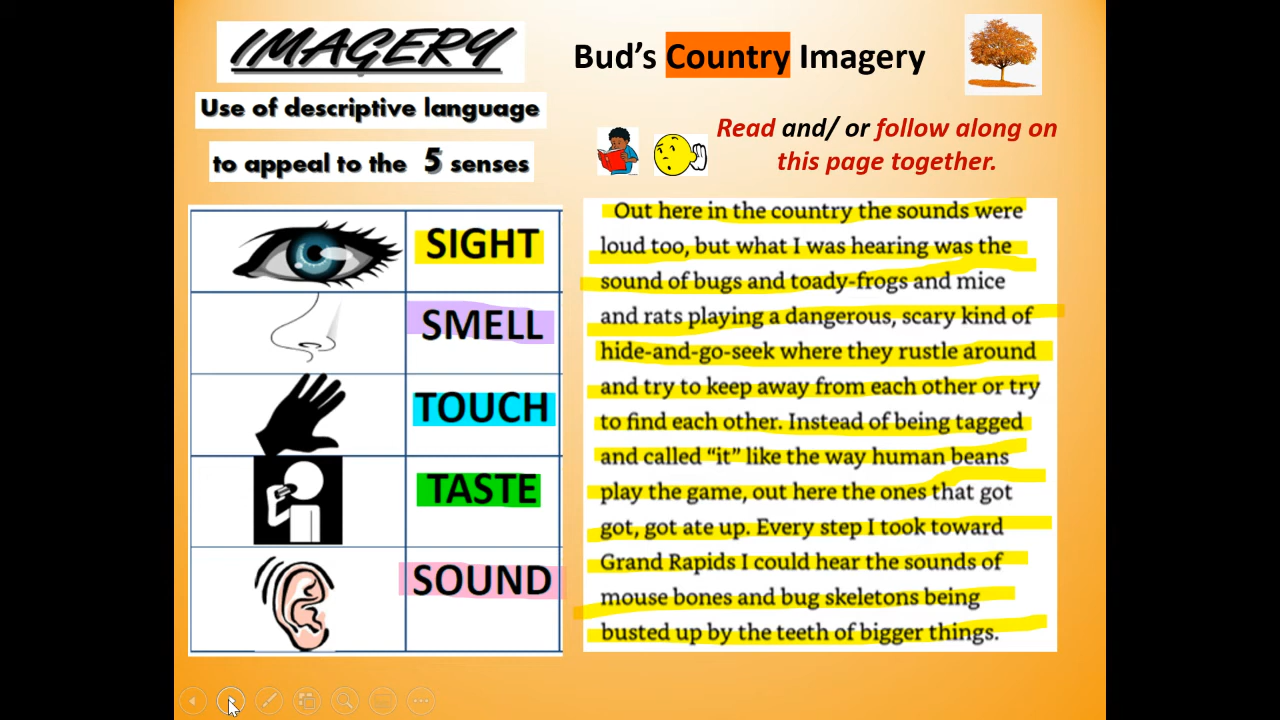 IMAGERY
Use of descriptive language
to appeal to the 5 senses
SIGHT
SMELL
TOUCH
TASTE
SOUND
Bud's Country Imagery
Read and/ or follow along on
this page together.
Out here in the country the sounds were
loud too, but what I was hearing was the
sound of bugs and toady-frogs and mice
and rats playing a dangerous, scary kind of
hide-and-go-seek where they rustle around
and try to keep away from each other or try
to find each other. Instead of being tagged
and called “it” like the way human beans
play the game, out here the ones that got
got, got ate up. Every step I took toward
Grand Rapids I could hear the sounds of
mouse bones and bug skeletons being
busted up by the teeth of bigger things.